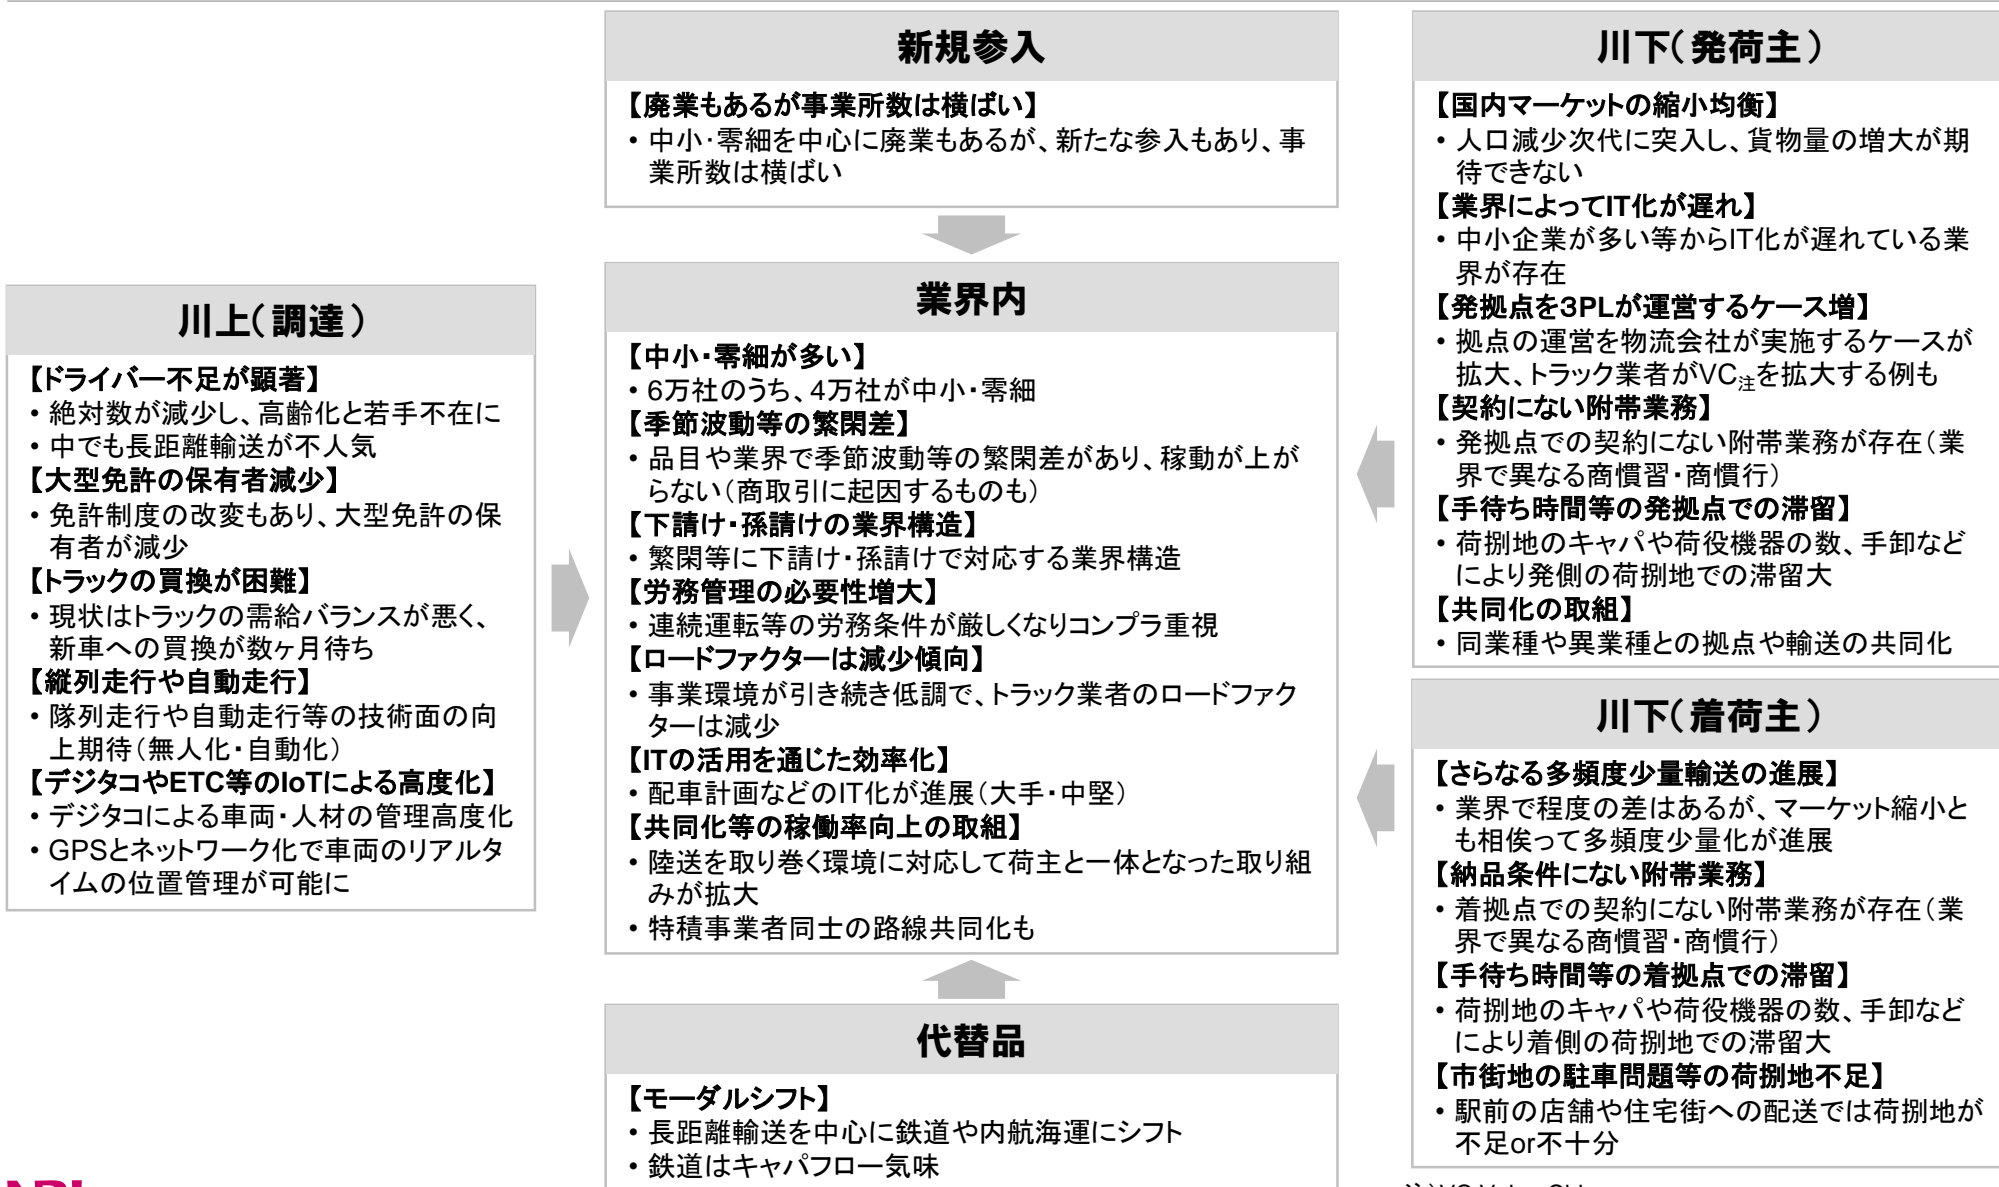 新規参入
【廃業もあるが事業所数は横ばい】
• 中小・零細を中心に廃業もあるが、新たな参入もあり、事
業所数は横ばい
川上(調達)
【ドライバー不足が顕著】
• 絶対数が減少し、高齢化と若手不在に
• 中でも長距離輸送が不人気
【大型免許の保有者減少】
• 免許制度の改変もあり、大型免許の保
有者が減少
【トラックの買換が困難】
• 現状はトラックの需給バランスが悪く、
新車への買換が数ヶ月待ち
【縦列走行や自動走行】
• 隊列走行や自動走行等の技術面の向
上期待(無人化・自動化)
【デジタコやETC等のIoTによる高度化】
• デジタコによる車両・人材の管理高度化
• GPSとネットワーク化で車両のリアルタ
イムの位置管理が可能に
業界内
【中小・零細が多い】
• 6万社のうち、4万社が中小・零細
【季節波動等の繁閑差】
• 品目や業界で季節波動等の繁閑差があり、稼動が上が
らない(商取引に起因するものも)
【下請け・孫請けの業界構造】
• 繁閑等に下請け・孫請けで対応する業界構造
【労務管理の必要性増大】
• 連続運転等の労務条件が厳しくなりコンプラ重視
【ロードファクターは減少傾向】
• 事業環境が引き続き低調で、トラック業者のロードファク
ターは減少
【ITの活用を通じた効率化】
• 配車計画などのIT化が進展(大手・中堅)
【共同化等の稼働率向上の取組】
• 陸送を取り巻く環境に対応して荷主と一体となった取り組
みが拡大
• 特積事業者同士の路線共同化も
代替品
【モーダルシフト】
• 長距離輸送を中心に鉄道や内航海運にシフト
• 鉄道はキャパフロー気味
川下(発荷主)
【国内マーケットの縮小均衡】
• 人口減少次代に突入し、貨物量の増大が期
待できない
【業界によってIT化が遅れ】
• 中小企業が多い等からIT化が遅れている業
界が存在
【発拠点を3PLが運営するケース増】
• 拠点の運営を物流会社が実施するケースが
拡大、トラック業者がVC注を拡大する例も
【契約にない附帯業務】
• 発拠点での契約にない附帯業務が存在(業
界で異なる商慣習・商慣行)
【手待ち時間等の発拠点での滞留】
• 荷捌地のキャパや荷役機器の数、手卸など
により発側の荷捌地での滞留大
【共同化の取組】
• 同業種や異業種との拠点や輸送の共同化
川下(着荷主)
【さらなる多頻度少量輸送の進展】
• 業界で程度の差はあるが、マーケット縮小と
も相俟って多頻度少量化が進展
【納品条件にない附帯業務】
• 着拠点での契約にない附帯業務が存在(業
界で異なる商慣習・商慣行)
【手待ち時間等の着拠点での滞留】
• 荷捌地のキャパや荷役機器の数、手卸など
により着側の荷捌地での滞留大
【市街地の駐車問題等の荷捌地不足】
• 駅前の店舗や住宅街への配送では荷捌地が
不足or不十分